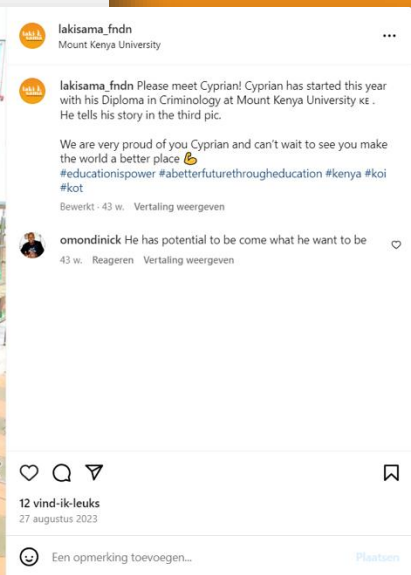 lakisama_fndn
Mount Kenya University
lakisama_fndn Please meet Cyprian! Cyprian has started this year
with his Diploma in Criminology at Mount Kenya University KE .
He tells his story in the third pic.
We are very proud of you Cyprian and can't wait to see you make
the world a better place 💪
#educationispower #abetterfuturethrougheducation #kenya #koi
#kot
Bewerkt · 43 w. Vertaling weergeven
omondinick He has potential to be come what he want to be
43 w. Reageren Vertaling weergeven
12 vind-ik-leuks
27 augustus 2023
Een opmerking toevoegen...
Plaatsen